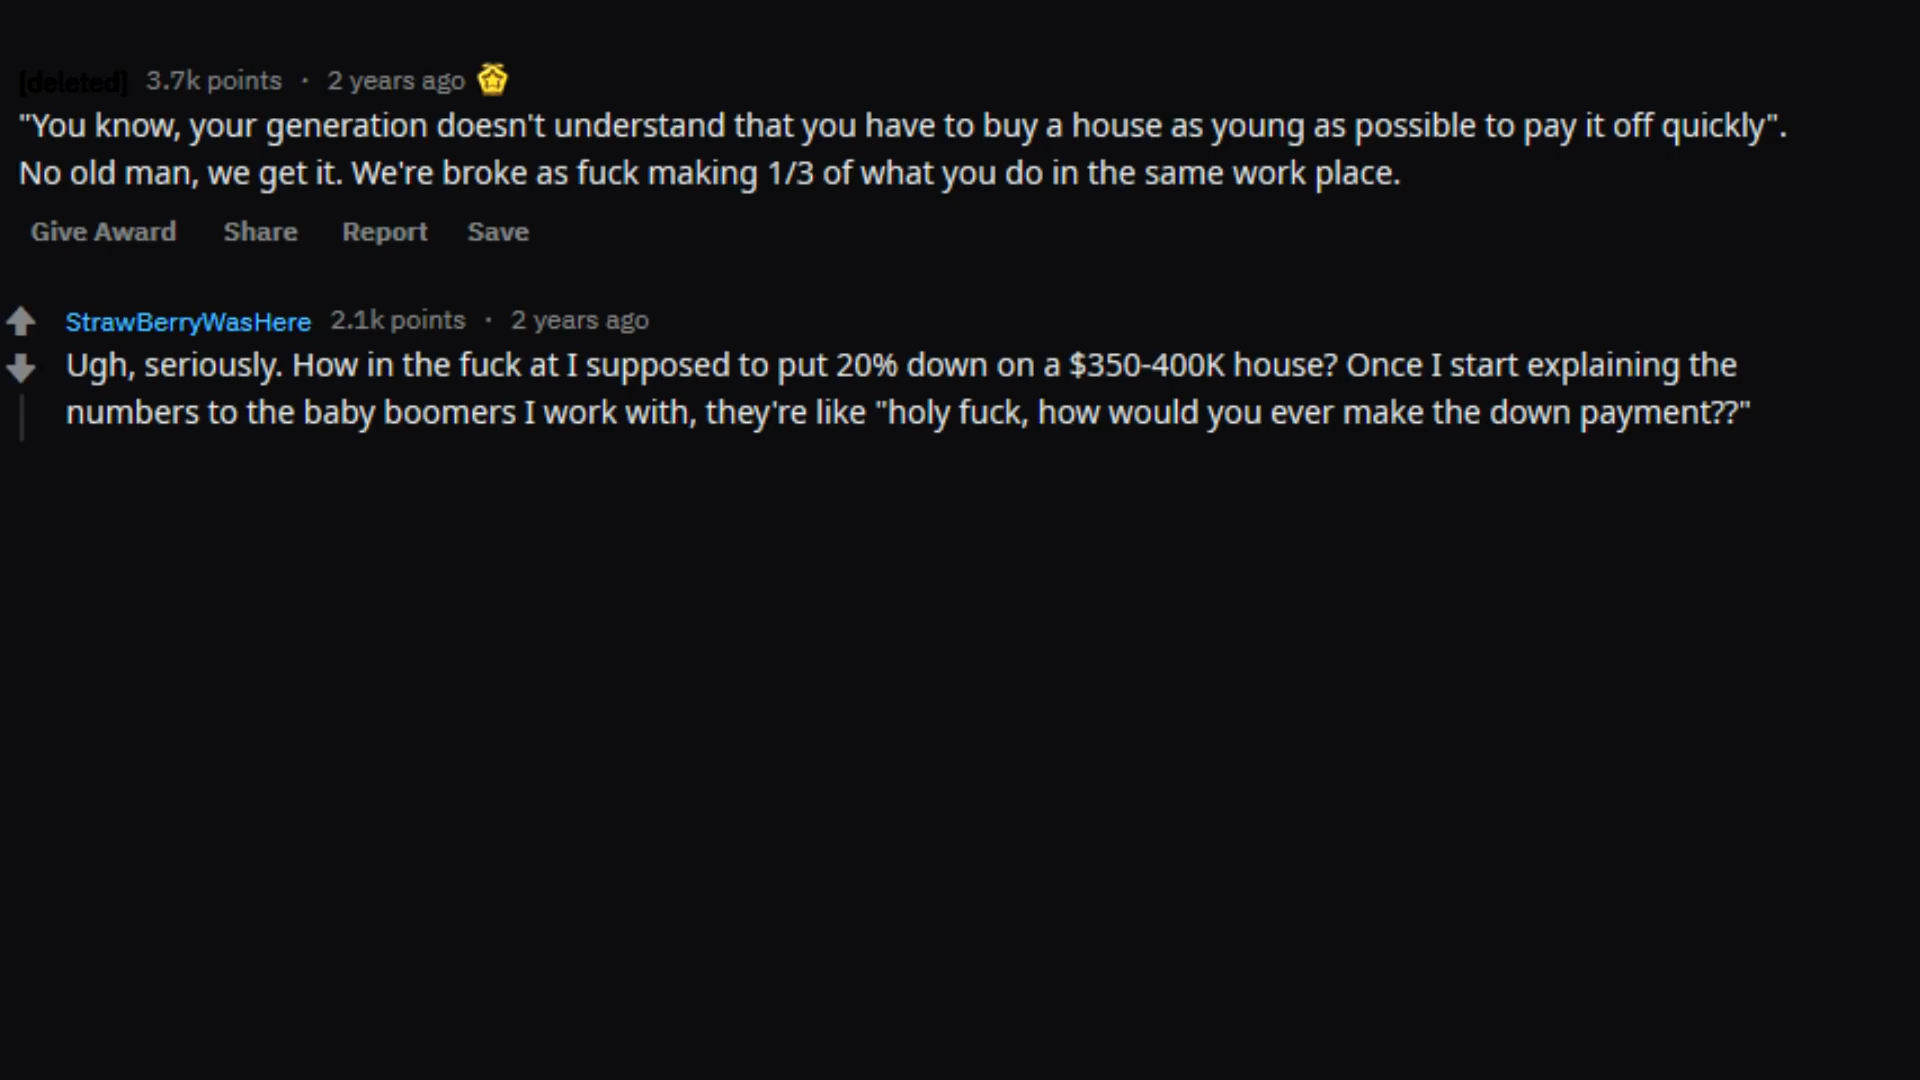 [deleted] 3.7k points · 2 years ago
"You know, your generation doesn't understand that you have to buy a house as young as possible to pay it off quickly".
No old man, we get it. We're broke as fuck making 1/3 of what you do in the same work place.
Give Award Share Report Save
StrawBerryWasHere 2.1k points · 2 years ago
Ugh, seriously. How in the fuck at I supposed to put 20% down on a $350-400K house? Once I start explaining the
numbers to the baby boomers I work with, they're like "holy fuck, how would you ever make the down payment??"